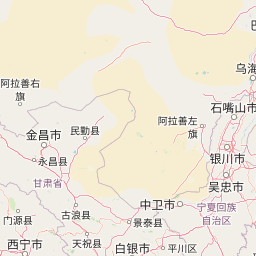 巴
乌海
阿拉善右
旗
石嘴山市
阿拉善左
旗
民勤县
金昌市
银川市
永昌县
吴忠市
甘肃省
中卫市
宁夏回族
自治区
古浪县
门源县
景泰县
西宁市
天祝县
白银市
平川区